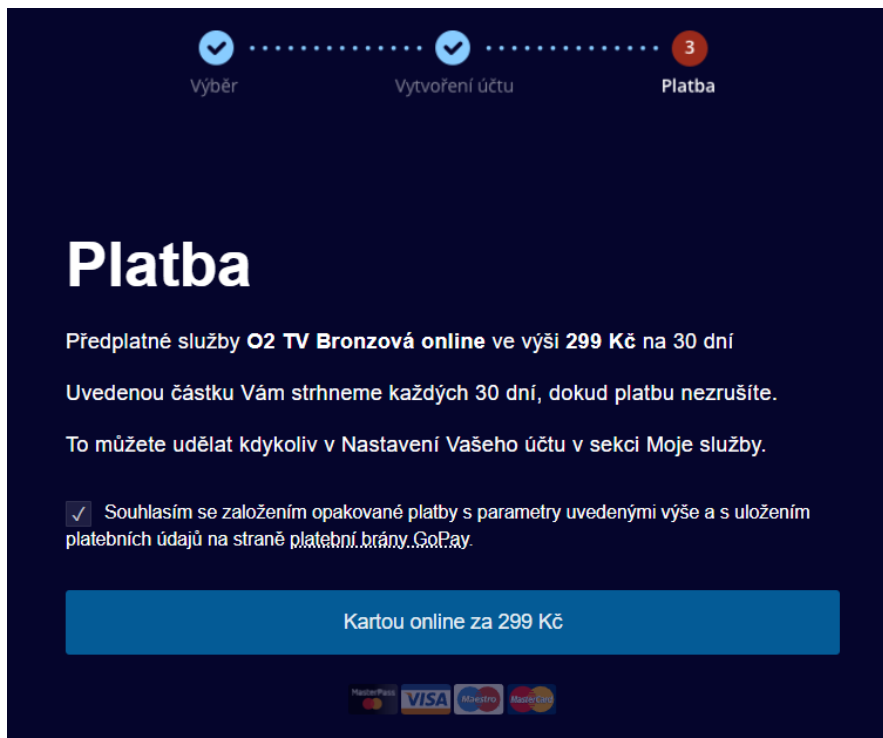 3
Výběr
Vytvoření účtu
Platba
Platba
Předplatné služby O2 TV Bronzová online ve výši 299 Kč na 30 dní
Uvedenou částku Vám strhneme každých 30 dní, dokud platbu nezrušíte.
To můžete udělat kdykoliv v Nastavení Vašeho účtu v sekci Moje služby.
Souhlasím se založením opakované platby s parametry uvedenými výše a s uložením
platebních údajů na straně platební brány GoPay.
Kartou online za 299 Kč
MasterPass VISA Maestro MasterCard